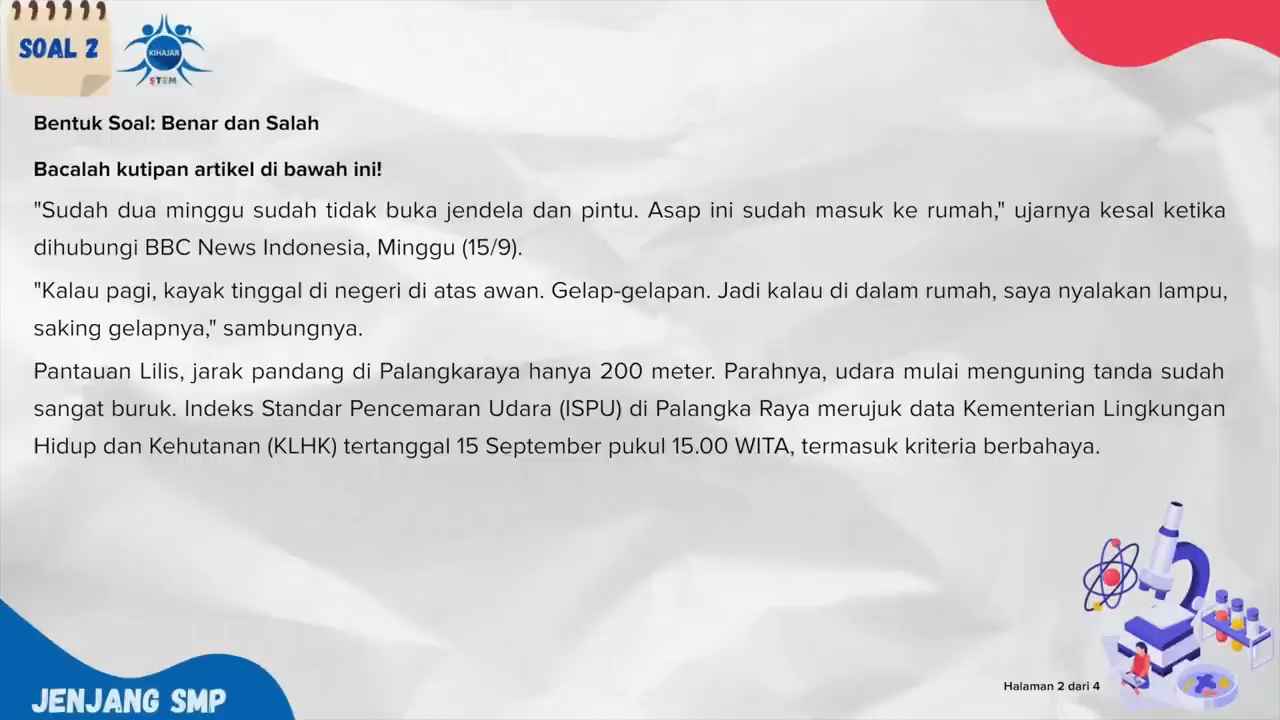 SOAL 2
KIHAJAR
STEM
Bentuk Soal: Benar dan Salah
Bacalah kutipan artikel di bawah ini!
"Sudah dua minggu sudah tidak buka jendela dan pintu. Asap ini sudah masuk ke rumah," ujarnya kesal ketika
dihubungi BBC News Indonesia, Minggu (15/9).
"Kalau pagi, kayak tinggal di negeri di atas awan. Gelap-gelapan. Jadi kalau di dalam rumah, saya nyalakan lampu,
saking gelapnya," sambungnya.
Pantauan Lilis, jarak pandang di Palangkaraya hanya 200 meter. Parahnya, udara mulai menguning tanda sudah
sangat buruk. Indeks Standar Pencemaran Udara (ISPU) di Palangka Raya merujuk data Kementerian Lingkungan
Hidup dan Kehutanan (KLHK) tertanggal 15 September pukul 15.00 WITA, termasuk kriteria berbahaya.
Halaman 2 dari 4
JENJANG SMP